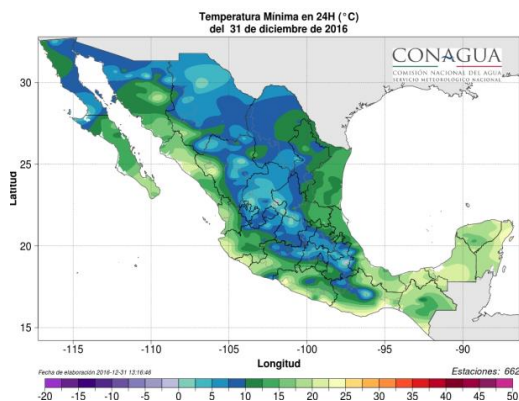 Temperatura Mínima en 24H (°C)
del 31 de diciembre de 2016
CONAGUA
COMISIÓN NACIONAL DEL AGUA
SERVICIO METEOROLÓGICO NACIONAL
Latitud
30
25
20
15
-115
-110
-105
-100
-95
-90
Longitud
Fecha de elaboración 2016-12-31 13:16:46
Estaciones: 662
-20 -15 -10 -5 0 5 10 15 20 25 30 35 38 40 45 50